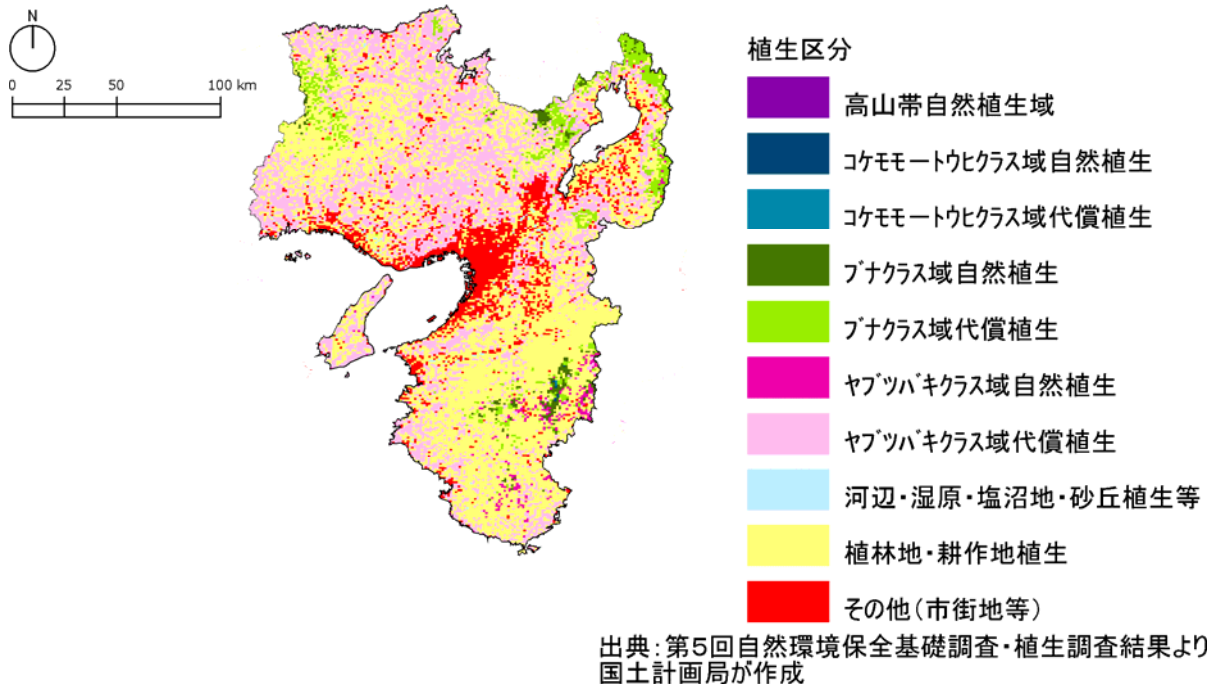 N
0 25 50 100 km
植生区分
高山帯自然植生域
コケモモートウヒクラス域自然植生
コケモモートウヒクラス域代償植生
ブナクラス域自然植生
ブナクラス域代償植生
ヤブツバキクラス域自然植生
ヤブツバキクラス域代償植生
河辺・湿原・塩沼地・砂丘植生等
植林地・耕作地植生
その他(市街地等)
出典:第5回自然環境保全基礎調査・植生調査結果より
国土計画局が作成